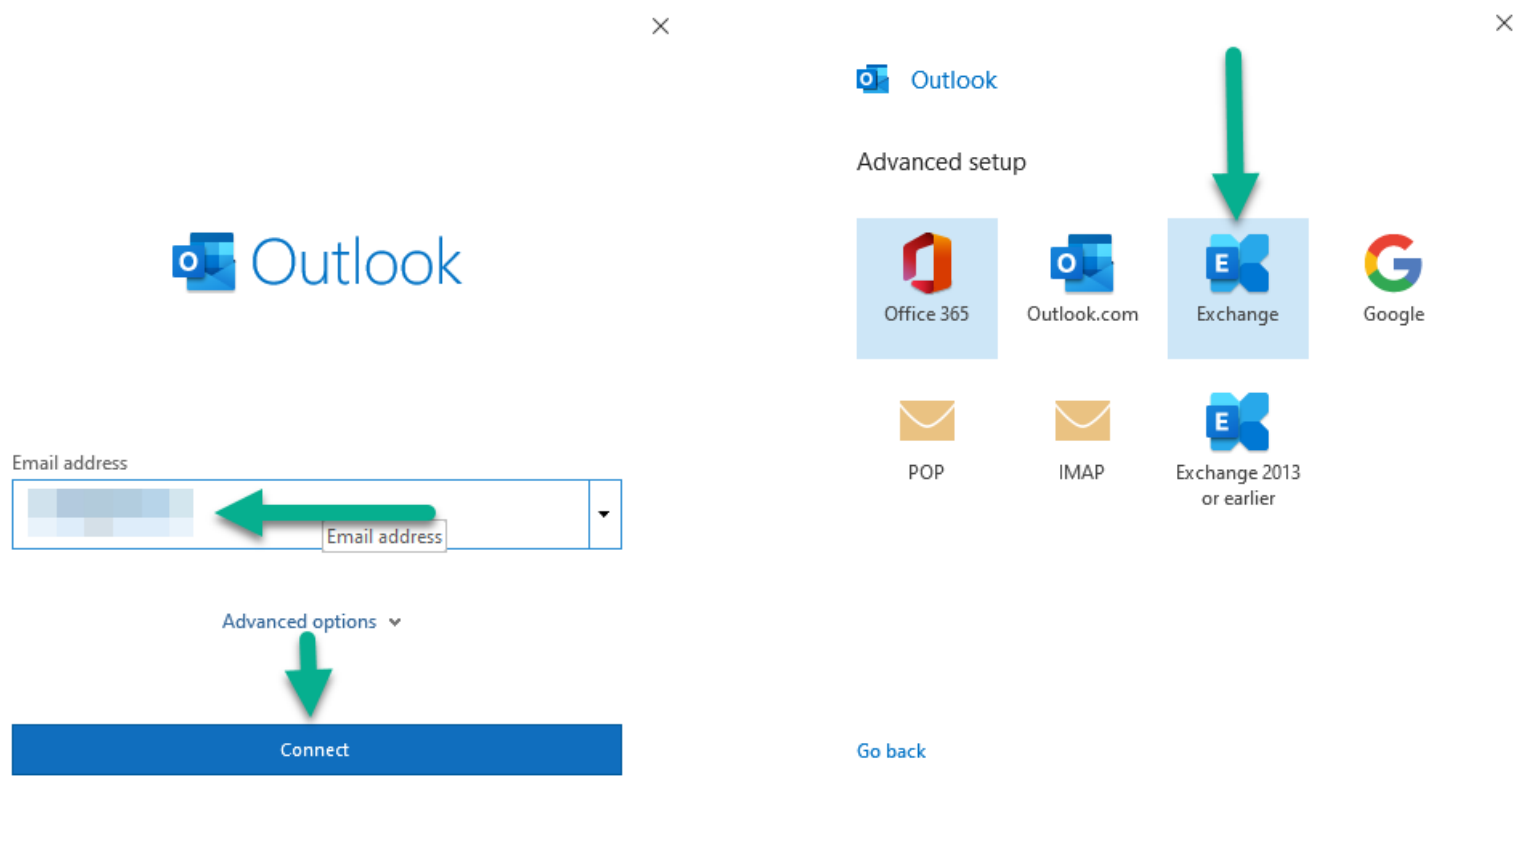 Outlook
Email address
Email address
Advanced options
Connect
Outlook
Advanced setup
Office 365
Outlook.com
Exchange
Google
POP
IMAP
Exchange 2013
or earlier
Go back